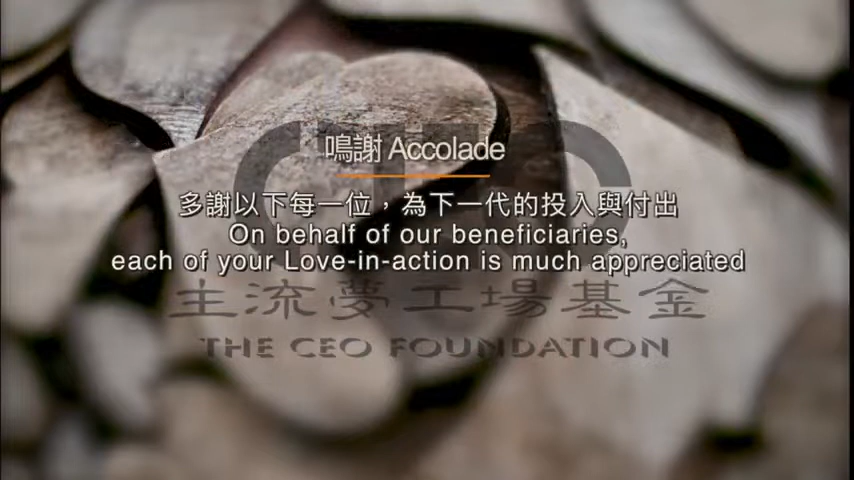 鳴謝 Accolade
多謝以下每一位，為下一代的投入與付出
On behalf of our beneficiaries,
each of your Love-in-action is much appreciated
主流夢工場基金
THE CEO FOUNDATION